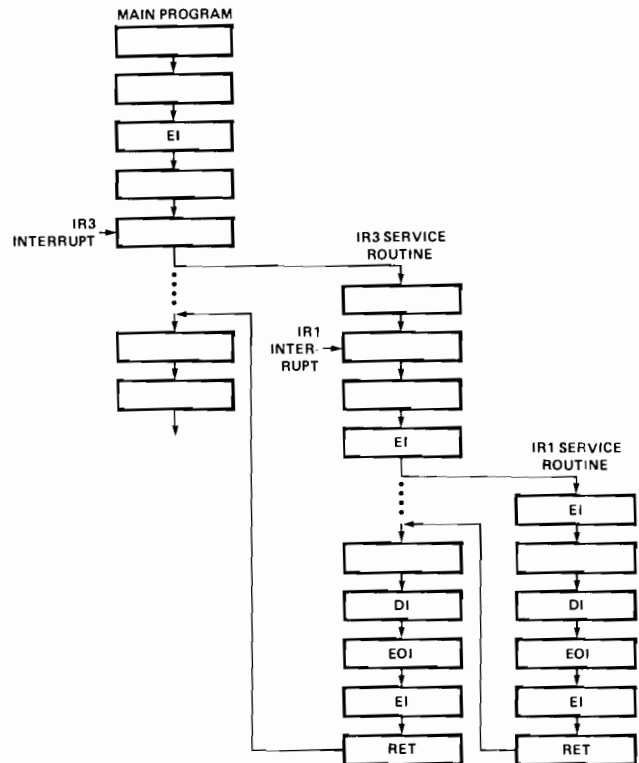 MAIN PROGRAM
EI
IR3
INTERRUPT
IR3 SERVICE
ROUTINE
IR1
INTER-
RUPT
EI
IR1 SERVICE
ROUTINE
EI
DI
EOI
EI
RET
DI
EOI
EI
RET